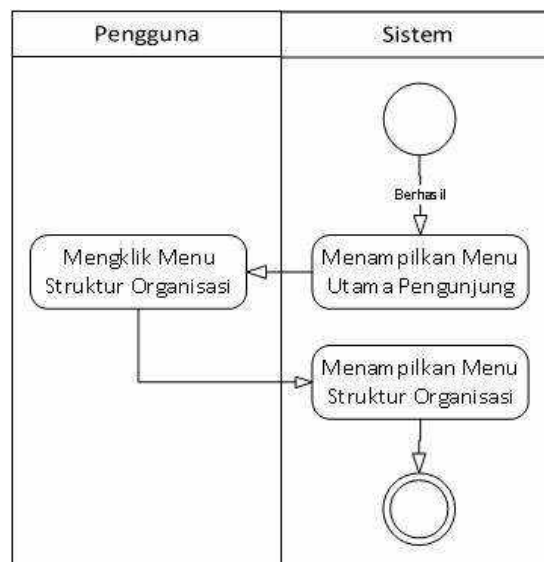 Pengguna
Sistem
Berhasil
Mengklik Menu
Struktur Organisasi
Menampilkan Menu
Utama Pengunjung
Menampilkan Menu
Struktur Organisasi